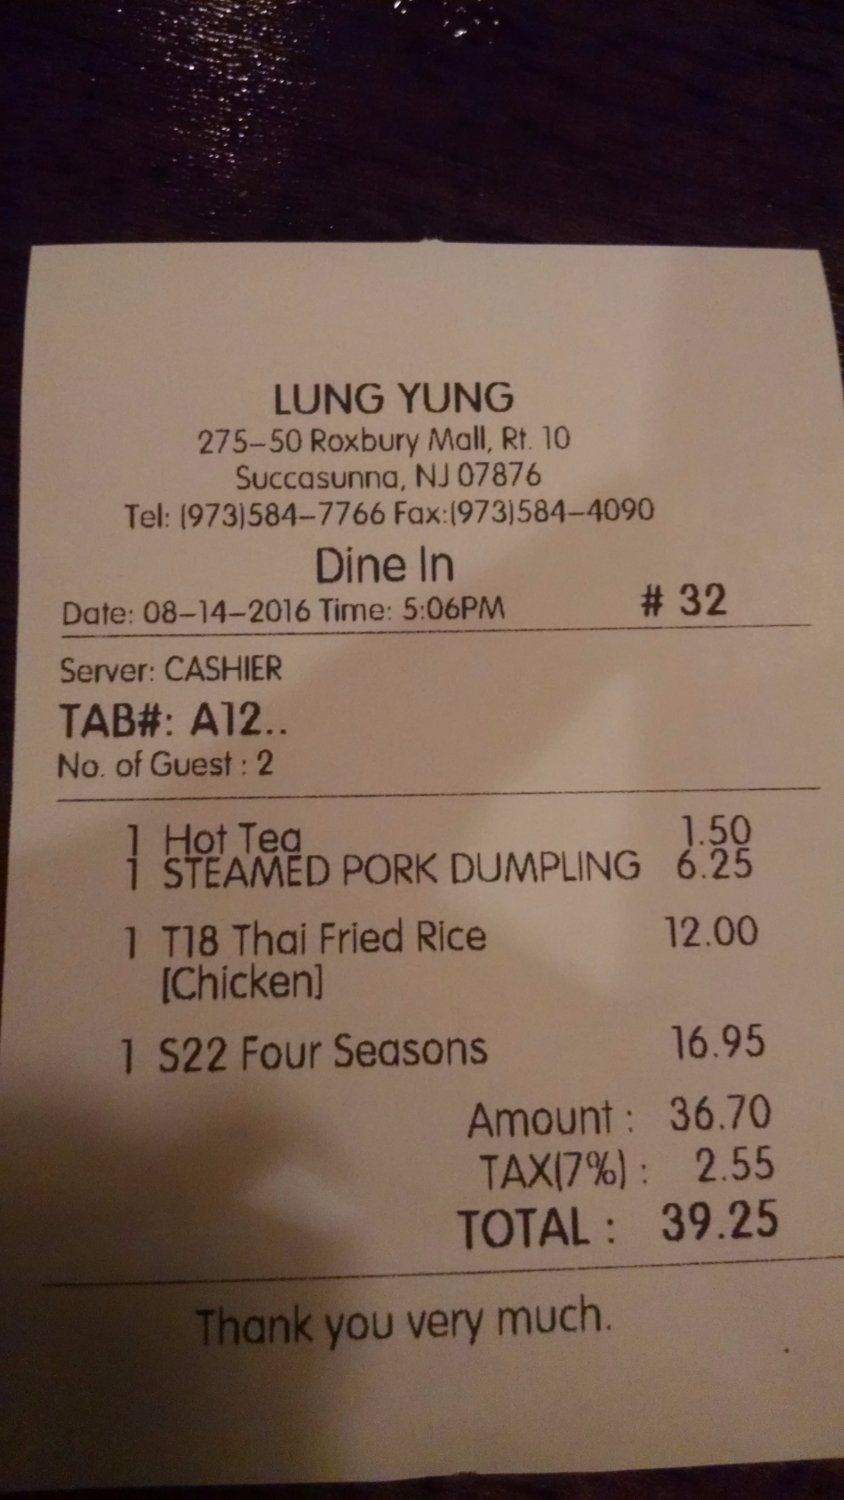 LUNG YUNG
275-50 Roxbury Mall, Rt. 10
Succasunna, NJ 07876
Tel: (973)584-7766 Fax:(973)584-4090
Dine In
Date: 08-14-2016 Time: 5:06PM # 32
Server: CASHIER
TAB#: A12..
No. of Guest : 2
1 Hot Tea 1.50
1 STEAMED PORK DUMPLING 6.25
1 T18 Thai Fried Rice 12.00
[Chicken]
1 S22 Four Seasons 16.95
Amount : 36.70
TAX(7%) : 2.55
TOTAL : 39.25
Thank you very much.